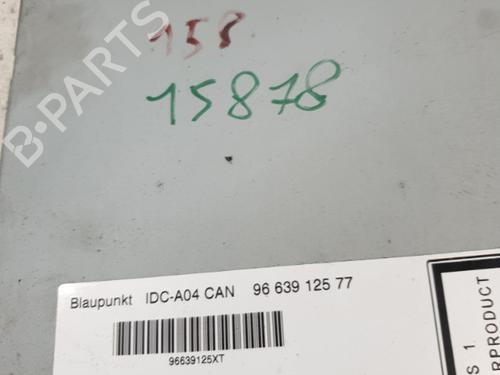 158
15878
B-PARTS
Blaupunkt IDC-A04 CAN 96 639 125 77
96639125XT
S 1
RPRODUCT